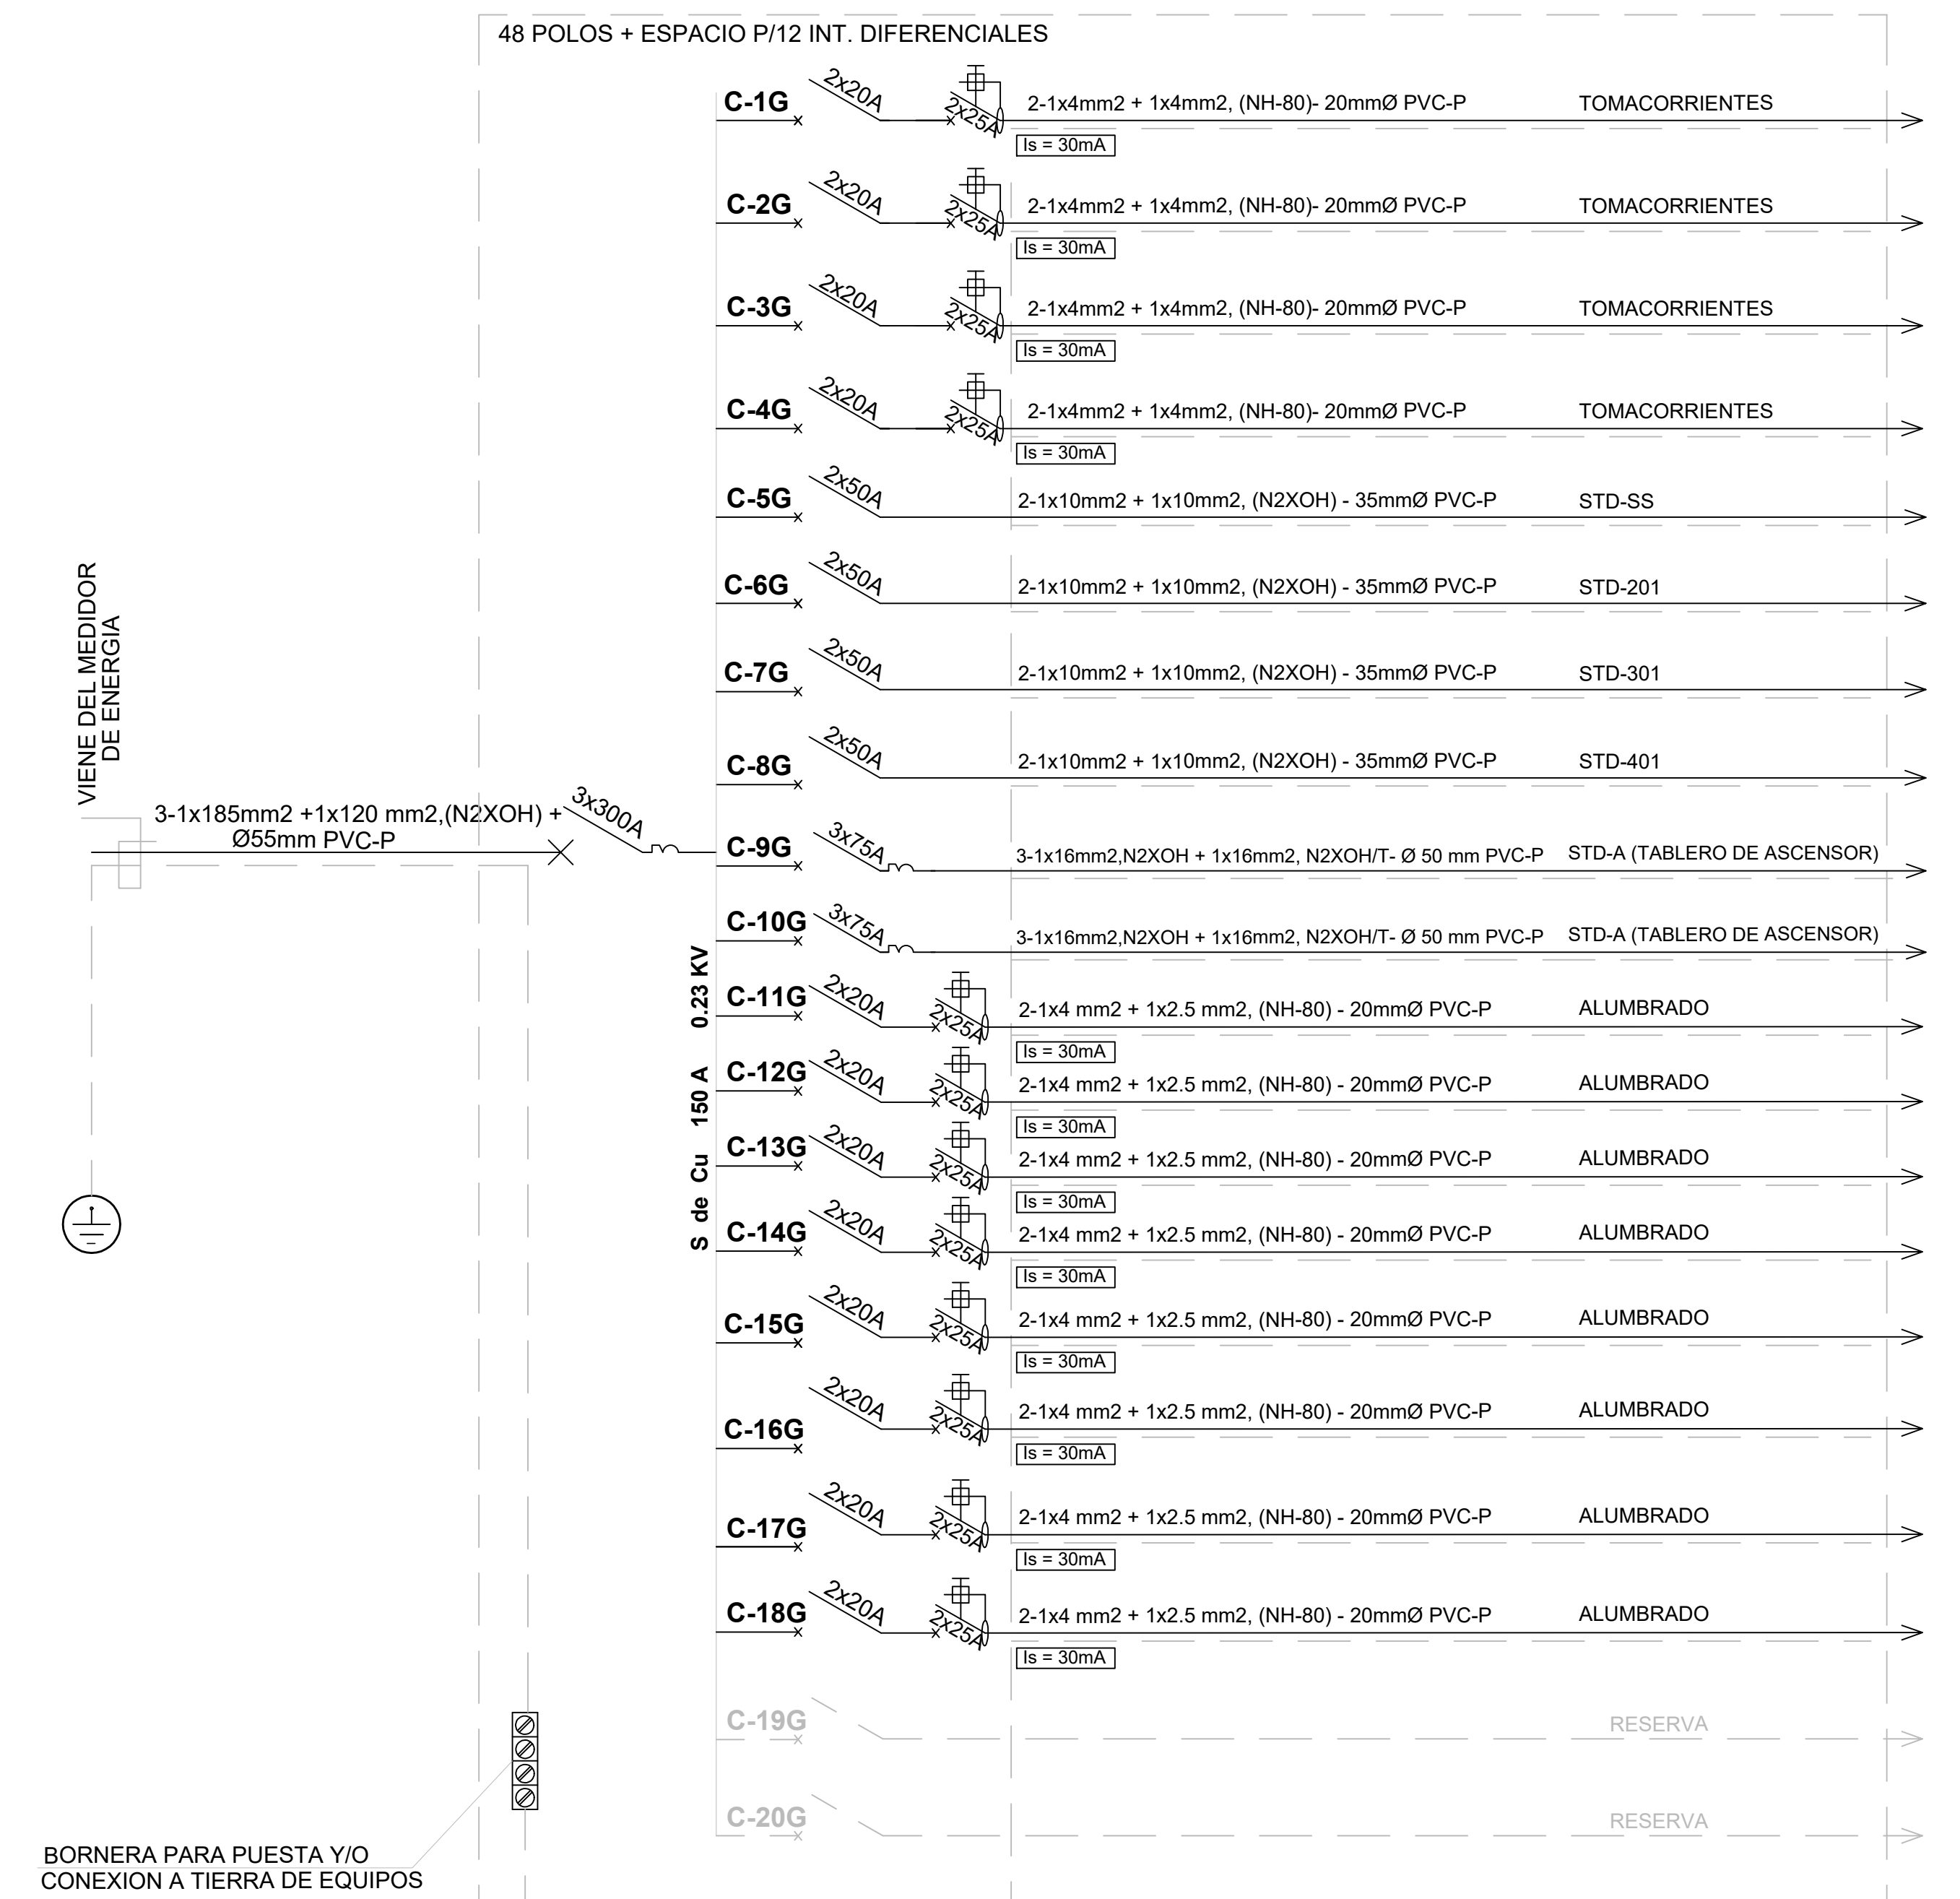 48 POLOS + ESPACIO P/12 INT. DIFERENCIALES
C-1G 2x20A 2x25A 2-1x4mm2 + 1x4mm2, (NH-80)- 20mmØ PVC-P TOMACORRIENTES
Is = 30mA
C-2G 2x20A 2x25A 2-1x4mm2 + 1x4mm2, (NH-80)- 20mmØ PVC-P TOMACORRIENTES
Is = 30mA
C-3G 2x20A 2x25A 2-1x4mm2 + 1x4mm2, (NH-80)- 20mmØ PVC-P TOMACORRIENTES
Is = 30mA
C-4G 2x20A 2x25A 2-1x4mm2 + 1x4mm2, (NH-80)- 20mmØ PVC-P TOMACORRIENTES
Is = 30mA
C-5G 2x50A 2-1x10mm2 + 1x10mm2, (N2XOH) - 35mmØ PVC-P STD-SS
C-6G 2x50A 2-1x10mm2 + 1x10mm2, (N2XOH) - 35mmØ PVC-P STD-201
C-7G 2x50A 2-1x10mm2 + 1x10mm2, (N2XOH) - 35mmØ PVC-P STD-301
C-8G 2x50A 2-1x10mm2 + 1x10mm2, (N2XOH) - 35mmØ PVC-P STD-401
VIENE DEL MEDIDOR
DE ENERGIA
3-1x185mm2 +1x120 mm2,(N2XOH) +
Ø55mm PVC-P
3x300A
C-9G 3x75A 3-1x16mm2,N2XOH + 1x16mm2, N2XOH/T- Ø 50 mm PVC-P STD-A (TABLERO DE ASCENSOR)
C-10G 3x75A 3-1x16mm2,N2XOH + 1x16mm2, N2XOH/T- Ø 50 mm PVC-P STD-A (TABLERO DE ASCENSOR)
S de Cu 150 A 0.23 KV
C-11G 2x20A 2x25A 2-1x4 mm2 + 1x2.5 mm2, (NH-80) - 20mmØ PVC-P ALUMBRADO
Is = 30mA
C-12G 2x20A 2x25A 2-1x4 mm2 + 1x2.5 mm2, (NH-80) - 20mmØ PVC-P ALUMBRADO
Is = 30mA
C-13G 2x20A 2x25A 2-1x4 mm2 + 1x2.5 mm2, (NH-80) - 20mmØ PVC-P ALUMBRADO
Is = 30mA
C-14G 2x20A 2x25A 2-1x4 mm2 + 1x2.5 mm2, (NH-80) - 20mmØ PVC-P ALUMBRADO
Is = 30mA
C-15G 2x20A 2x25A 2-1x4 mm2 + 1x2.5 mm2, (NH-80) - 20mmØ PVC-P ALUMBRADO
Is = 30mA
C-16G 2x20A 2x25A 2-1x4 mm2 + 1x2.5 mm2, (NH-80) - 20mmØ PVC-P ALUMBRADO
Is = 30mA
C-17G 2x20A 2x25A 2-1x4 mm2 + 1x2.5 mm2, (NH-80) - 20mmØ PVC-P ALUMBRADO
Is = 30mA
C-18G 2x20A 2x25A 2-1x4 mm2 + 1x2.5 mm2, (NH-80) - 20mmØ PVC-P ALUMBRADO
Is = 30mA
C-19G RESERVA
C-20G RESERVA
BORNERA PARA PUESTA Y/O
CONEXION A TIERRA DE EQUIPOS